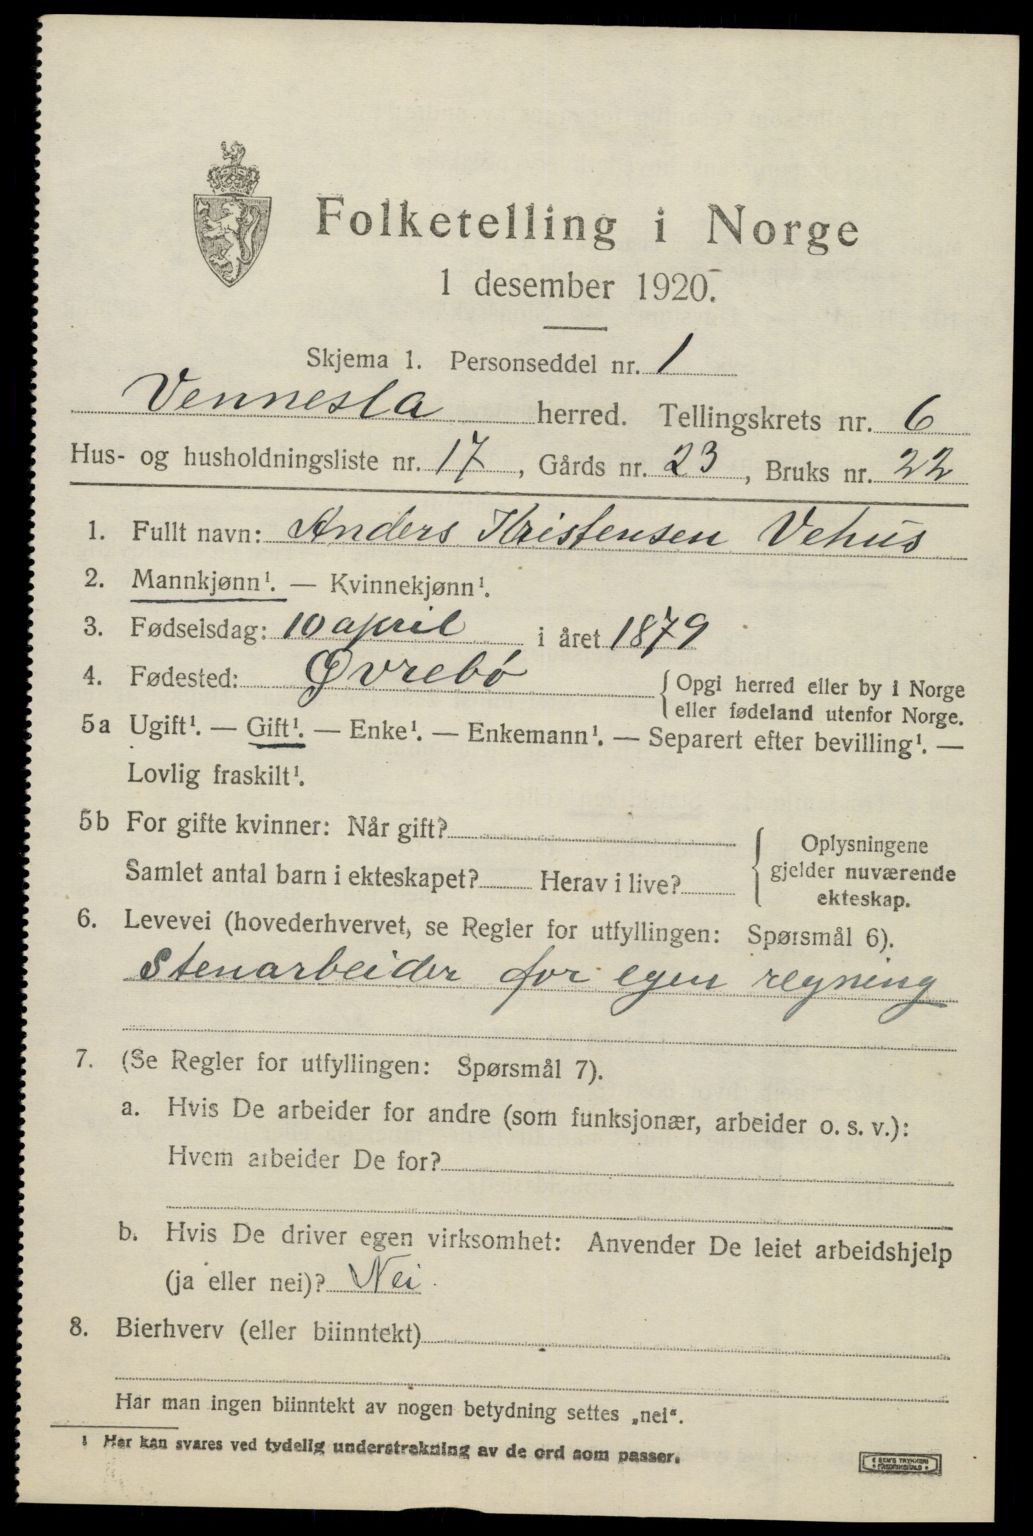 Folketelling i Norge
1 desember 1920.
Skjema 1. Personseddel nr. 1
Vennesla herred. Tellingskrets nr. 6
Hus- og husholdningsliste nr. 17, Gårds nr. 23, Bruks nr. 22
1. Fullt navn: Anders Kristensen Vehus
2. Mannkjønn¹. — Kvinnekjønn¹.
3. Fødselsdag: 10 april i året 1879
4. Fødested: Øvrebö { Opgi herred eller by i Norge
eller fødeland utenfor Norge.
5a Ugift¹. — Gift¹. — Enke¹. — Enkemann¹. — Separert efter bevilling¹. —
Lovlig fraskilt¹.
5b For gifte kvinner: Når gift?
Samlet antal barn i ekteskapet? Herav i live?
Oplysningene
gjelder nuværende
ekteskap.
6. Levevei (hovederhvervet, se Regler for utfyllingen: Spørsmål 6).
Stenarbeider for egen regning
7. (Se Regler for utfyllingen: Spørsmål 7).
a. Hvis De arbeider for andre (som funksjonær, arbeider o. s. v.):
Hvem arbeider De for?
b. Hvis De driver egen virksomhet: Anvender De leiet arbeidshjelp
(ja eller nei)? Nei.
8. Bierhverv (eller biinntekt)
Har man ingen biinntekt av nogen betydning settes „nei“.
¹ Her kan svares ved tydelig understrekning av de ord som passer.